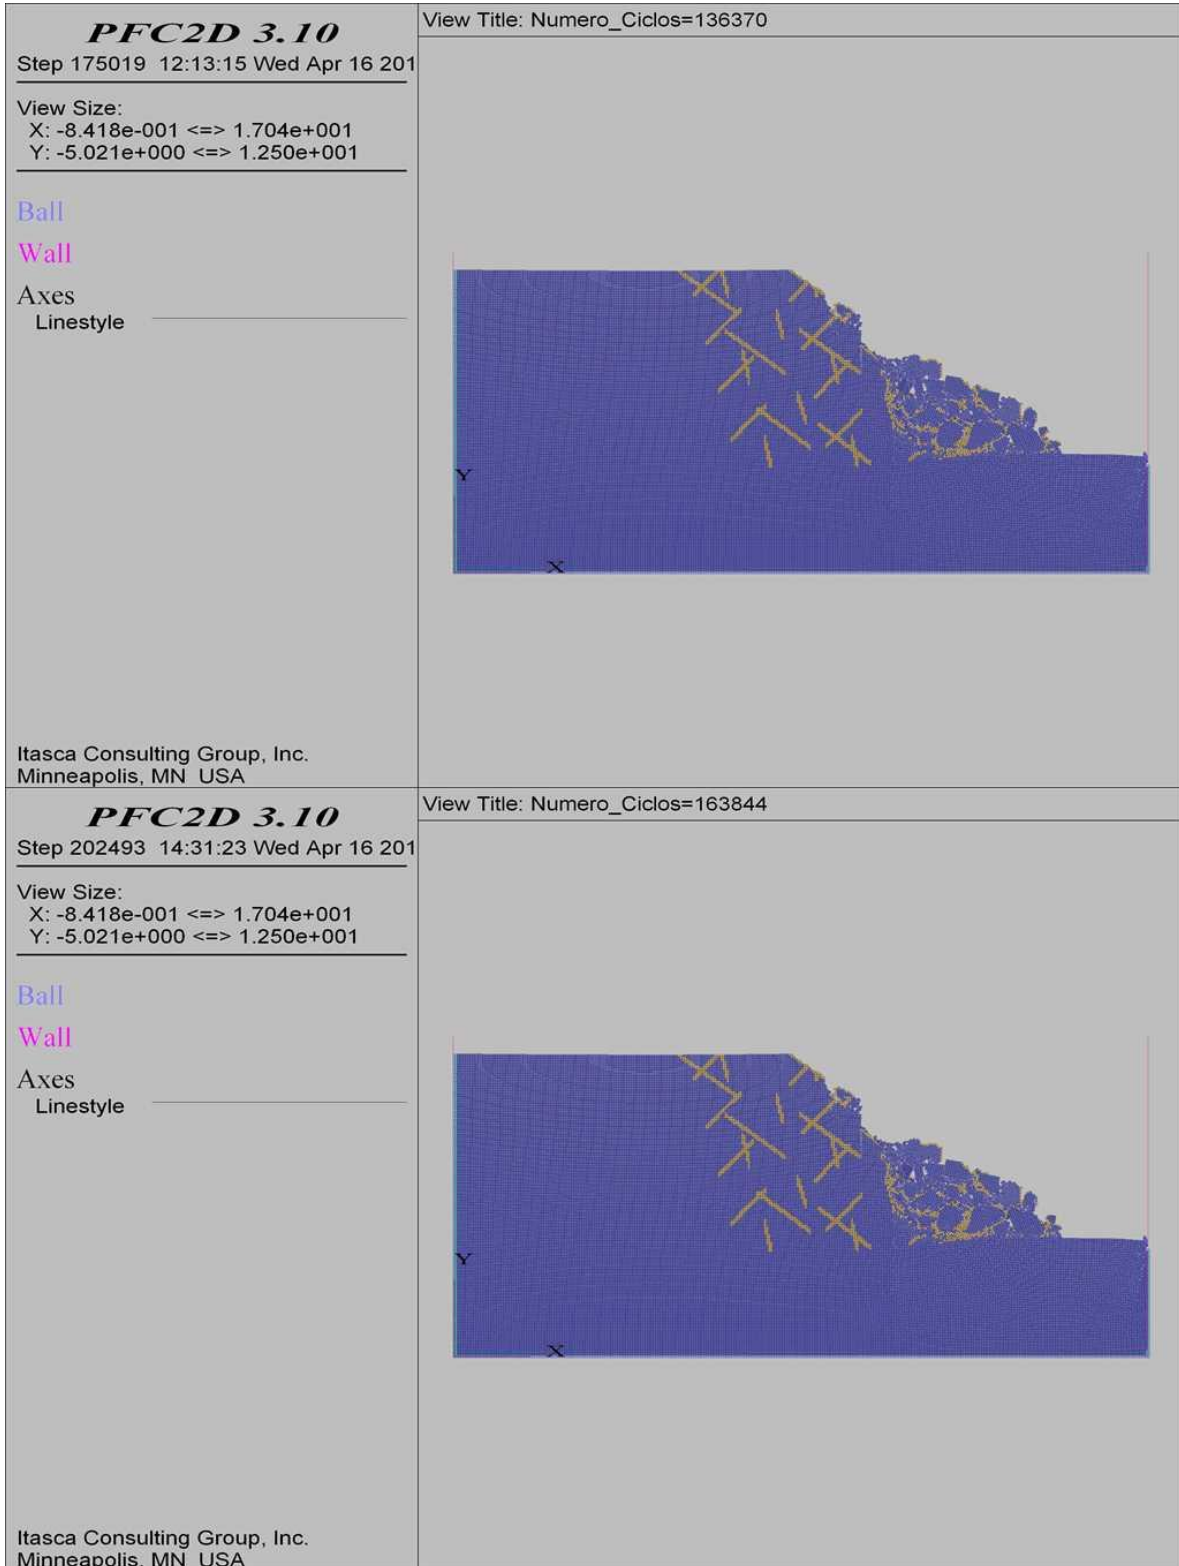 PFC2D 3.10
Step 175019 12:13:15 Wed Apr 16 201
View Size:
X: -8.418e-001 <=> 1.704e+001
Y: -5.021e+000 <=> 1.250e+001
Ball
Wall
Axes
Linestyle
Itasca Consulting Group, Inc.
Minneapolis, MN USA
View Title: Numero_Ciclos=136370
Y
X
PFC2D 3.10
Step 202493 14:31:23 Wed Apr 16 201
View Size:
X: -8.418e-001 <=> 1.704e+001
Y: -5.021e+000 <=> 1.250e+001
Ball
Wall
Axes
Linestyle
Itasca Consulting Group, Inc.
Minneapolis, MN USA
View Title: Numero_Ciclos=163844
Y
X